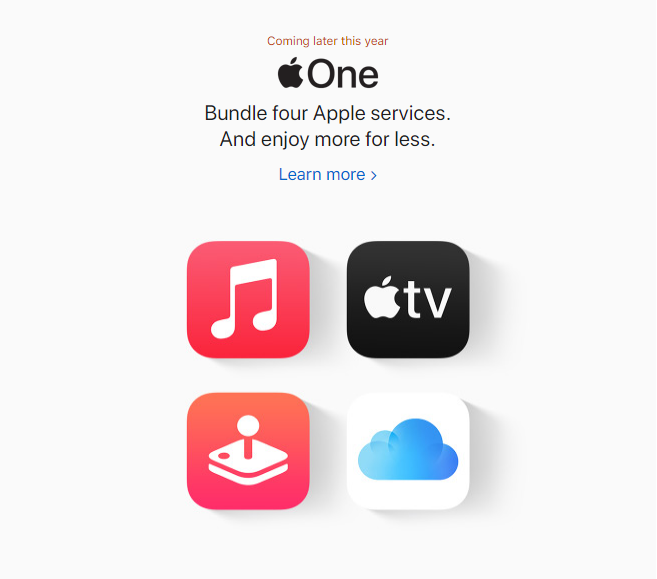 Coming later this year
One
Bundle four Apple services.
And enjoy more for less.
Learn more >
tv